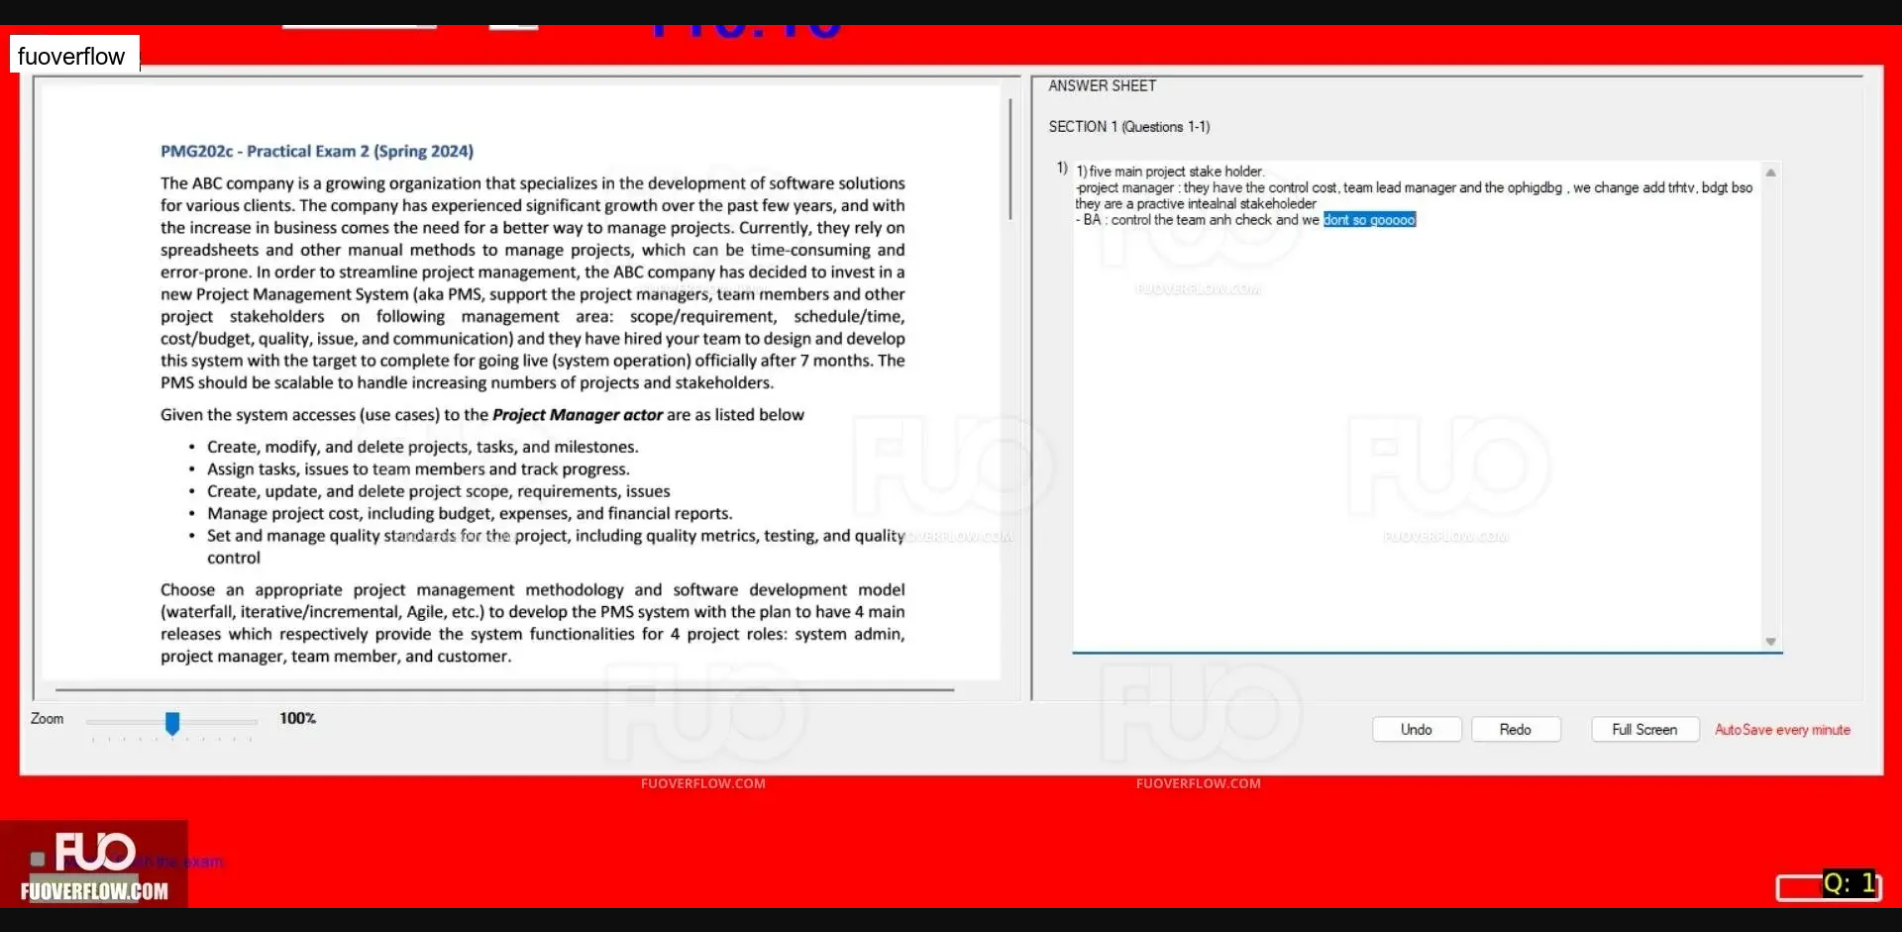 fuoverflow
PMG202c - Practical Exam 2 (Spring 2024)
The ABC company is a growing organization that specializes in the development of software solutions
for various clients. The company has experienced significant growth over the past few years, and with
the increase in business comes the need for a better way to manage projects. Currently, they rely on
spreadsheets and other manual methods to manage projects, which can be time-consuming and
error-prone. In order to streamline project management, the ABC company has decided to invest in a
new Project Management System (aka PMS, support the project managers, team members and other
project stakeholders on following management area: scope/requirement, schedule/time,
cost/budget, quality, issue, and communication) and they have hired your team to design and develop
this system with the target to complete for going live (system operation) officially after 7 months. The
PMS should be scalable to handle increasing numbers of projects and stakeholders.
Given the system accesses (use cases) to the Project Manager actor are as listed below
• Create, modify, and delete projects, tasks, and milestones.
• Assign tasks, issues to team members and track progress.
• Create, update, and delete project scope, requirements, issues
• Manage project cost, including budget, expenses, and financial reports.
• Set and manage quality standards for the project, including quality metrics, testing, and quality
control
Choose an appropriate project management methodology and software development model
(waterfall, iterative/incremental, Agile, etc.) to develop the PMS system with the plan to have 4 main
releases which respectively provide the system functionalities for 4 project roles: system admin,
project manager, team member, and customer.
Zoom
100%
ANSWER SHEET
SECTION 1 (Questions 1-1)
1)
1) five main project stake holder.
-project manager : they have the control cost, team lead manager and the ophigdbg , we change add trhtv, bdgt bso
they are a practive intealnal stakeholeder
- BA : control the team anh check and we dont so gooooo
Undo
Redo
Full Screen
AutoSave every minute
FUO
FUOVERFLOW.COM
FUO
FUOVERFLOW.COM
FUO
FUOVERFLOW.COM
FUO
FUOVERFLOW.COM
FUO
FUOVERFLOW.COM
exam.
FUO
FUOVERFLOW.COM
Q: 1